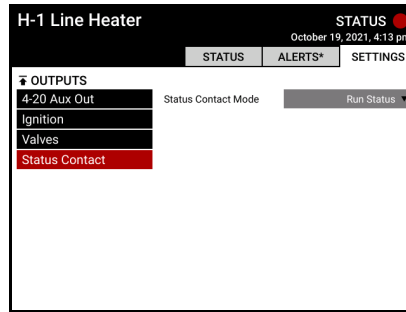 H-1 Line Heater
STATUS
October 19, 2021, 4:13 pm
STATUS
ALERTS*
SETTINGS
OUTPUTS
4-20 Aux Out
Status Contact Mode
Run Status
Ignition
Valves
Status Contact